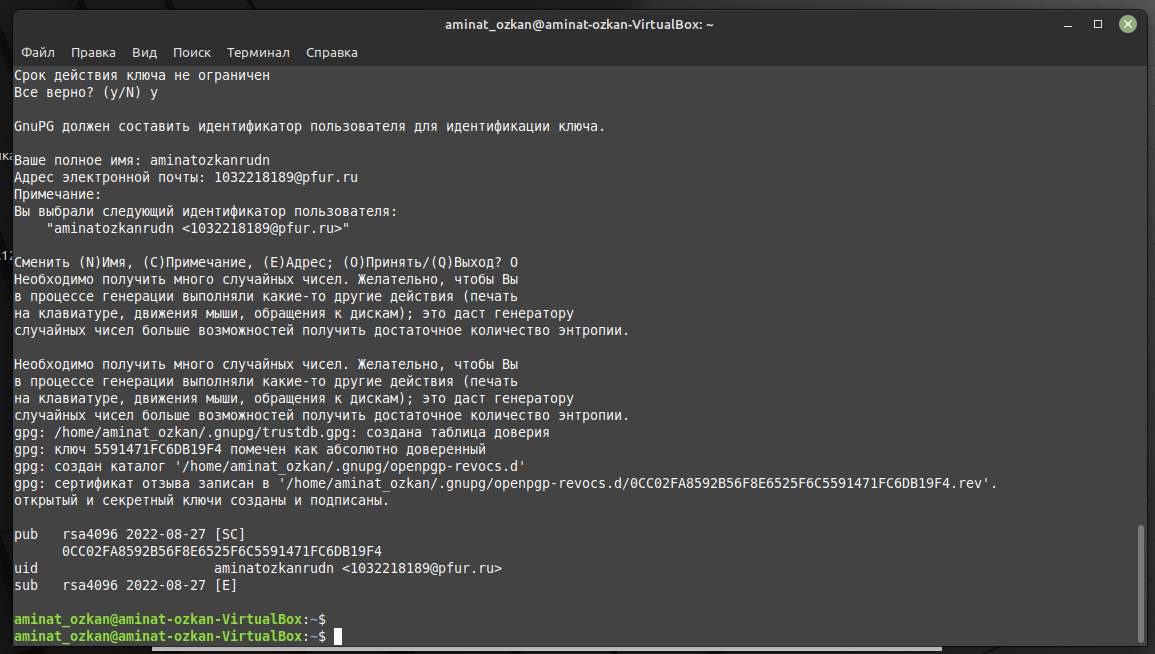 aminat_ozkan@aminat-ozkan-VirtualBox: ~
Файл Правка Вид Поиск Терминал Справка
Срок действия ключа не ограничен
Все верно? (y/N) y
GnuPG должен составить идентификатор пользователя для идентификации ключа.
Ваше полное имя: aminatozkanrudn
Адрес электронной почты: 1032218189@pfur.ru
Примечание:
Вы выбрали следующий идентификатор пользователя:
"aminatozkanrudn <1032218189@pfur.ru>"
Сменить (N)Имя, (C)Примечание, (E)Адрес; (O)Принять/(Q)Выход? O
Необходимо получить много случайных чисел. Желательно, чтобы Вы
в процессе генерации выполняли какие-то другие действия (печать
на клавиатуре, движения мыши, обращения к дискам); это даст генератору
случайных чисел больше возможностей получить достаточное количество энтропии.
Необходимо получить много случайных чисел. Желательно, чтобы Вы
в процессе генерации выполняли какие-то другие действия (печать
на клавиатуре, движения мыши, обращения к дискам); это даст генератору
случайных чисел больше возможностей получить достаточное количество энтропии.
gpg: /home/aminat_ozkan/.gnupg/trustdb.gpg: создана таблица доверия
gpg: ключ 5591471FC6DB19F4 помечен как абсолютно доверенный
gpg: создан каталог '/home/aminat_ozkan/.gnupg/openpgp-revocs.d'
gpg: сертификат отзыва записан в '/home/aminat_ozkan/.gnupg/openpgp-revocs.d/0CC02FA8592B56F8E6525F6C5591471FC6DB19F4.rev'.
открытый и секретный ключи созданы и подписаны.
pub rsa4096 2022-08-27 [SC]
0CC02FA8592B56F8E6525F6C5591471FC6DB19F4
uid aminatozkanrudn <1032218189@pfur.ru>
sub rsa4096 2022-08-27 [E]
aminat_ozkan@aminat-ozkan-VirtualBox:~$
aminat_ozkan@aminat-ozkan-VirtualBox:~$